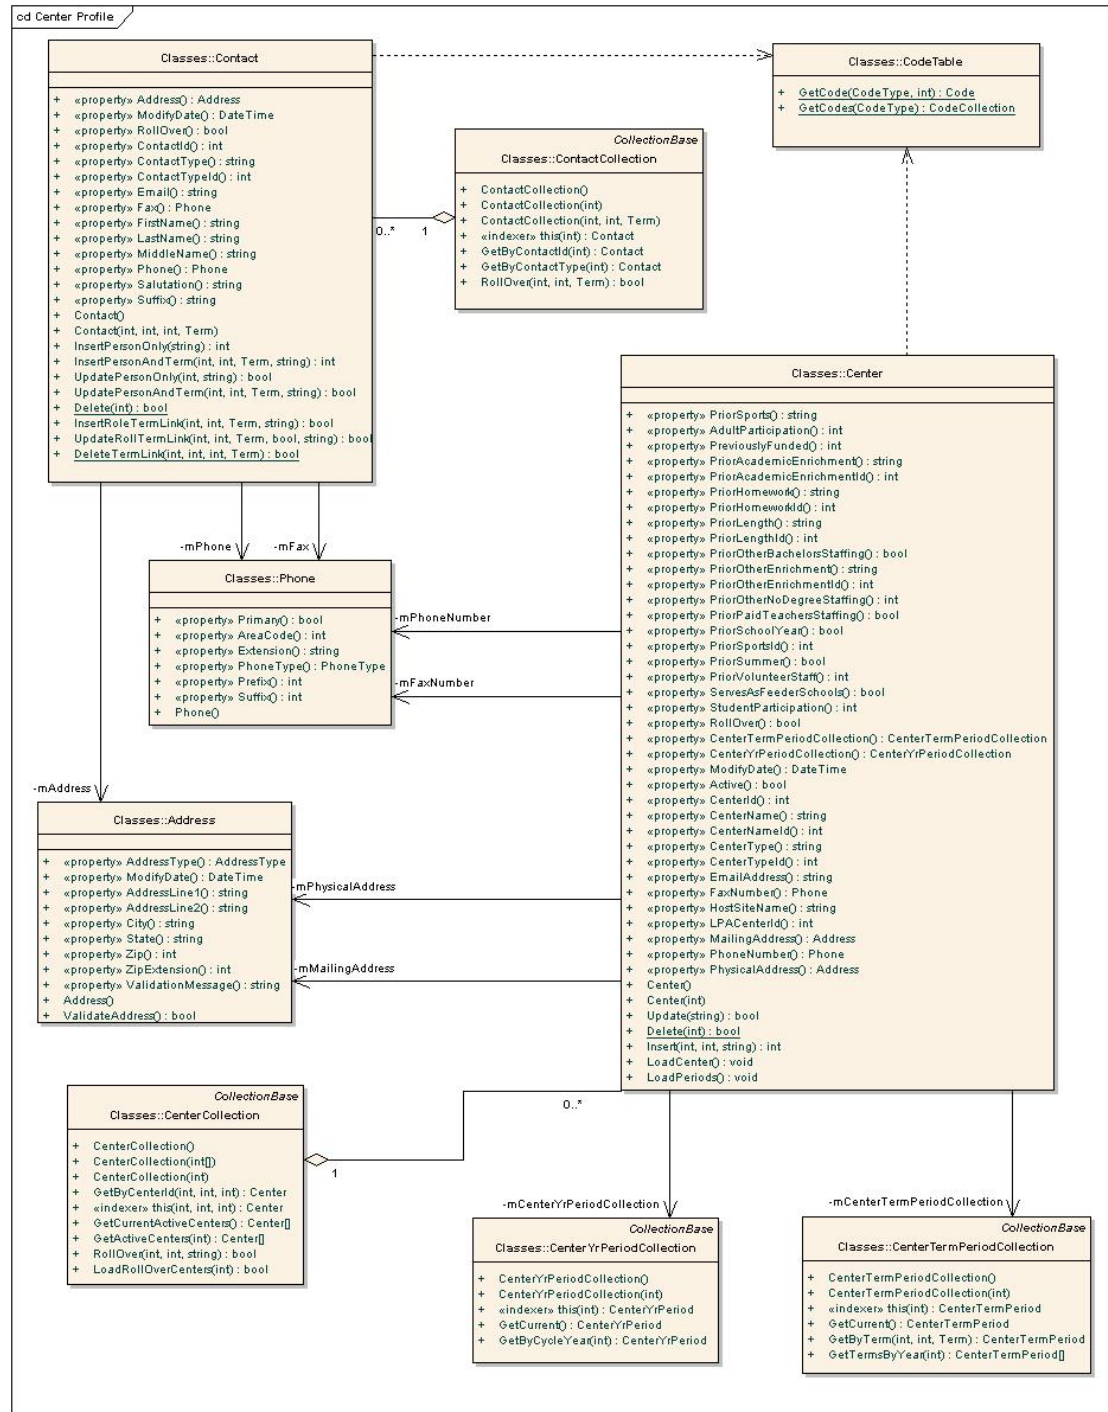 cd Center Profile
Classes::Contact
+ «property» Address() : Address
+ «property» ModifyDate() : DateTime
+ «property» RollOver() : bool
+ «property» ContactId() : int
+ «property» ContactType() : string
+ «property» ContactTypeId() : int
+ «property» Email() : string
+ «property» Fax() : Phone
+ «property» FirstName() : string
+ «property» LastName() : string
+ «property» MiddleName() : string
+ «property» Phone() : Phone
+ «property» Salutation() : string
+ «property» Suffix() : string
+ Contact()
+ Contact(int, int, int, Term)
+ InsertPersonOnly(string) : int
+ InsertPersonAndTerm(int, int, Term, string) : int
+ UpdatePersonOnly(int, string) : bool
+ UpdatePersonAndTerm(int, int, Term, string) : bool
+ Delete(int) : bool
+ InsertRoleTermLink(int, int, Term, string) : bool
+ UpdateRollTermLink(int, int, Term, bool, string) : bool
+ DeleteTermLink(int, int, int, Term) : bool
Classes::CodeTable
+ GetCode(CodeType, int) : Code
+ GetCodes(CodeType) : CodeCollection
CollectionBase
Classes::ContactCollection
+ ContactCollection()
+ ContactCollection(int)
+ ContactCollection(int, int, Term)
+ «indexer» this(int) : Contact
+ GetByContactId(int) : Contact
+ GetByContactType(int) : Contact
+ RollOver(int, int, Term) : bool
0..*
1
Classes::Center
+ «property» PriorSports() : string
+ «property» AdultParticipation() : int
+ «property» PreviouslyFunded() : int
+ «property» PriorAcademicEnrichment() : string
+ «property» PriorAcademicEnrichmentId() : int
+ «property» PriorHomework() : string
+ «property» PriorHomeworkId() : int
+ «property» PriorLength() : string
+ «property» PriorLengthId() : int
+ «property» PriorOtherBachelorsStaffing() : bool
+ «property» PriorOtherEnrichment() : string
+ «property» PriorOtherEnrichmentId() : int
+ «property» PriorOtherNoDegreeStaffing() : int
+ «property» PriorPaidTeachersStaffing() : bool
+ «property» PriorSchoolYear() : bool
+ «property» PriorSportsId() : int
+ «property» PriorSummer() : bool
+ «property» PriorVolunteerStaff() : int
+ «property» ServesAsFeederSchools() : bool
+ «property» StudentParticipation() : int
+ «property» RollOver() : bool
+ «property» CenterTermPeriodCollection() : CenterTermPeriodCollection
+ «property» CenterYrPeriodCollection() : CenterYrPeriodCollection
+ «property» ModifyDate() : DateTime
+ «property» Active() : bool
+ «property» CenterId() : int
+ «property» CenterName() : string
+ «property» CenterNameId() : int
+ «property» CenterType() : string
+ «property» CenterTypeId() : int
+ «property» EmailAddress() : string
+ «property» FaxNumber() : Phone
+ «property» HostSiteName() : string
+ «property» LPACenterId() : int
+ «property» MailingAddress() : Address
+ «property» PhoneNumber() : Phone
+ «property» PhysicalAddress() : Address
+ Center()
+ Center(int)
+ Update(string) : bool
+ Delete(int) : bool
+ Insert(int, int, string) : int
+ LoadCenter() : void
+ LoadPeriods() : void
-mPhone
-mFax
Classes::Phone
+ «property» Primary() : bool
+ «property» AreaCode() : int
+ «property» Extension() : string
+ «property» PhoneType() : PhoneType
+ «property» Prefix() : int
+ «property» Suffix() : int
+ Phone()
-mPhoneNumber
-mFaxNumber
-mAddress
Classes::Address
+ «property» AddressType() : AddressType
+ «property» ModifyDate() : DateTime
+ «property» AddressLine1() : string
+ «property» AddressLine2() : string
+ «property» City() : string
+ «property» State() : string
+ «property» Zip() : int
+ «property» ZipExtension() : int
+ «property» ValidationMessage() : string
+ Address()
+ ValidateAddress() : bool
-mPhysicalAddress
-mMailingAddress
CollectionBase
Classes::CenterCollection
+ CenterCollection()
+ CenterCollection(int[])
+ CenterCollection(int)
+ GetByCenterId(int, int, int) : Center
+ «indexer» this(int, int, int) : Center
+ GetCurrentActiveCenters() : Center[]
+ GetActiveCenters(int) : Center[]
+ RollOver(int, int, string) : bool
+ LoadRollOverCenters(int) : bool
0..*
1
-mCenterYrPeriodCollection
CollectionBase
Classes::CenterYrPeriodCollection
+ CenterYrPeriodCollection()
+ CenterYrPeriodCollection(int)
+ «indexer» this(int) : CenterYrPeriod
+ GetCurrent() : CenterYrPeriod
+ GetByCycleYear(int) : CenterYrPeriod
-mCenterTermPeriodCollection
CollectionBase
Classes::CenterTermPeriodCollection
+ CenterTermPeriodCollection()
+ CenterTermPeriodCollection(int)
+ «indexer» this(int) : CenterTermPeriod
+ GetCurrent() : CenterTermPeriod
+ GetByTerm(int, int, Term) : CenterTermPeriod
+ GetTermsByYear(int) : CenterTermPeriod[]